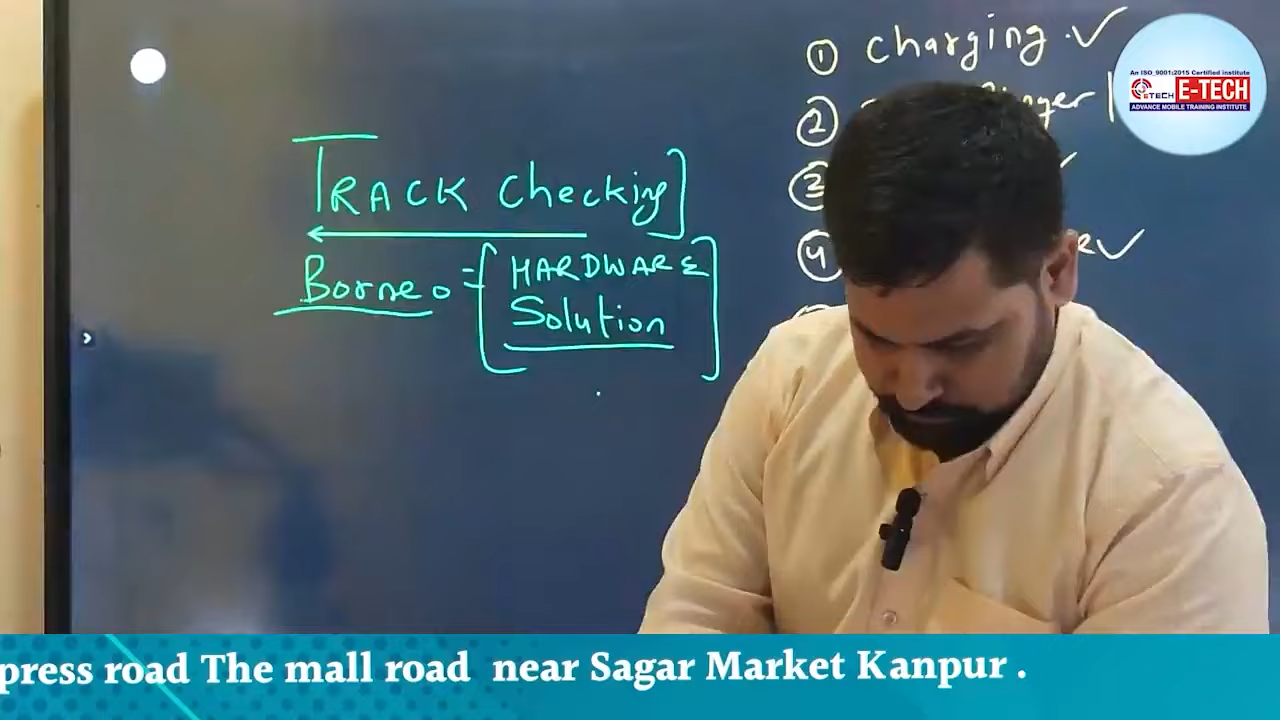 ① Charging ✓
②
③
④
TRACK Checking]
Borneo = [HARDWARE
Solution]
An ISO 9001:2015 Certified Institute
ETECH E-TECH
ADVANCE MOBILE TRAINING INSTITUTE
press road The mall road near Sagar Market Kanpur .